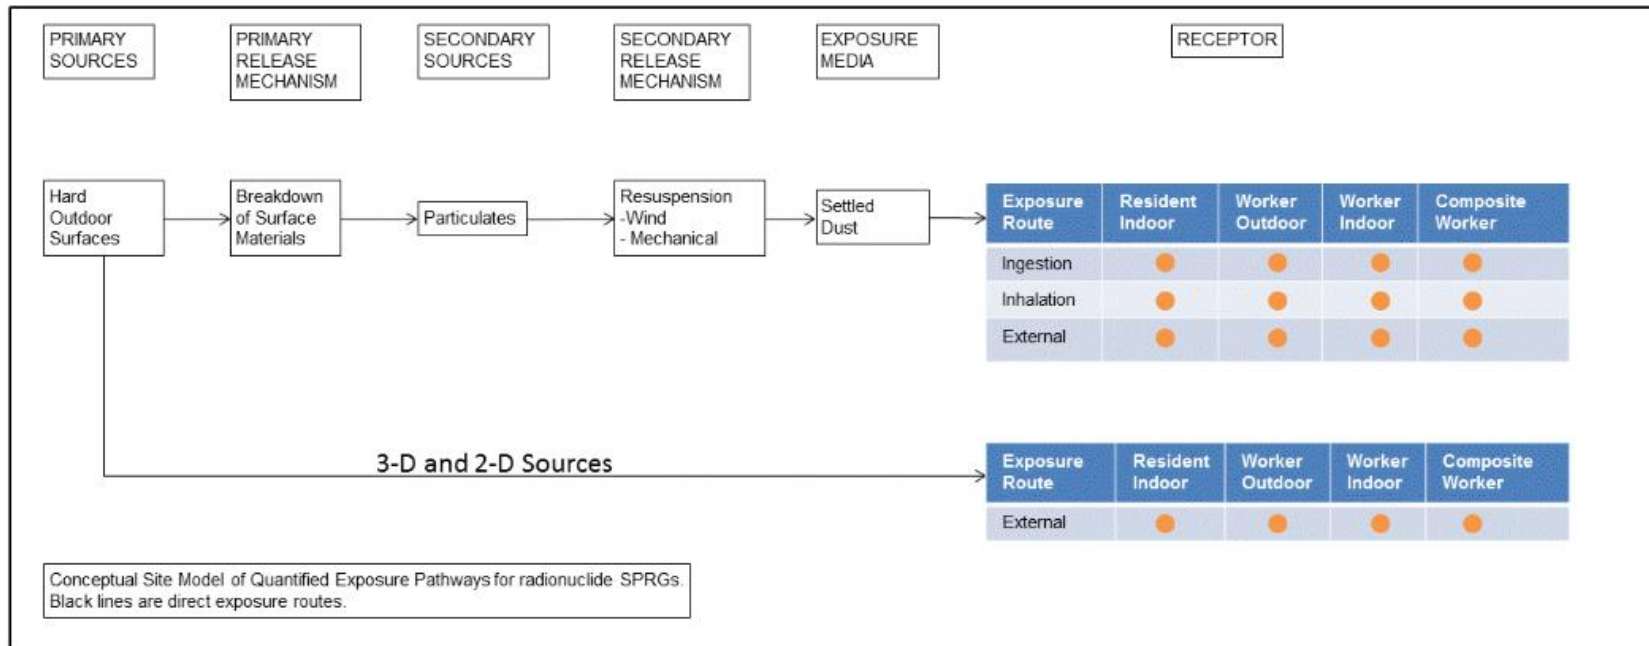 PRIMARY
SOURCES
PRIMARY
RELEASE
MECHANISM
SECONDARY
SOURCES
SECONDARY
RELEASE
MECHANISM
EXPOSURE
MEDIA
RECEPTOR
Hard
Outdoor
Surfaces
Breakdown
of Surface
Materials
Particulates
Resuspension
-Wind
- Mechanical
Settled
Dust
Exposure Route Resident Indoor Worker Outdoor Worker Indoor Composite Worker
Ingestion
Inhalation
External
3-D and 2-D Sources
Exposure Route Resident Indoor Worker Outdoor Worker Indoor Composite Worker
External
Conceptual Site Model of Quantified Exposure Pathways for radionuclide SPRGs.
Black lines are direct exposure routes.